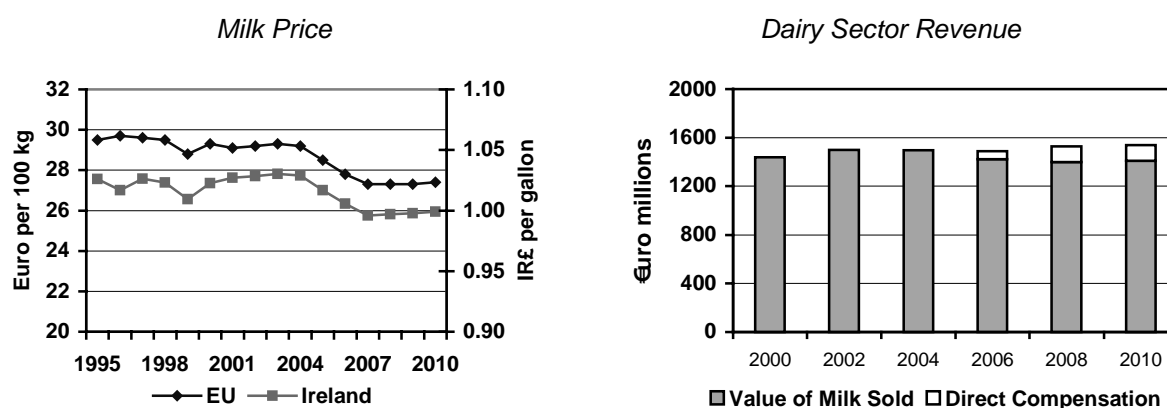 Milk Price
Euro per 100 kg
32
30
28
26
24
22
20
1.10
1.05
1.00
0.95
0.90
IR£ per gallon
1995 1998 2001 2004 2007 2010
EU Ireland
Dairy Sector Revenue
€uro millions
2000
1600
1200
800
400
0
2000 2002 2004 2006 2008 2010
Value of Milk Sold Direct Compensation